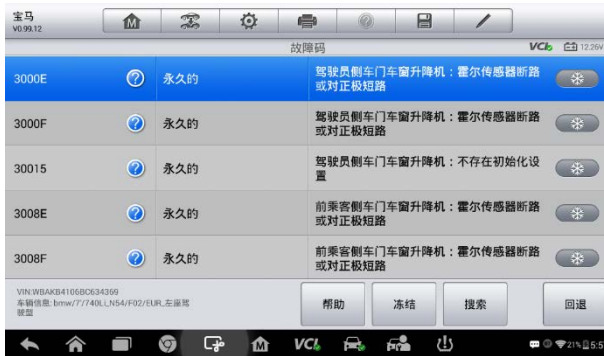 宝马
V0.99.12
故障码
VCI 12.26V
3000E 永久的 驾驶员侧车门车窗升降机：霍尔传感器断路
或对正极短路
3000F 永久的 驾驶员侧车门车窗升降机：霍尔传感器断路
或对正极短路
30015 永久的 驾驶员侧车门车窗升降机：不存在初始化设
置
3008E 永久的 前乘客侧车门车窗升降机：霍尔传感器断路
或对正极短路
3008F 永久的 前乘客侧车门车窗升降机：霍尔传感器断路
或对正极短路
VIN:WBAKB4106BC634369
车辆信息: bmw/7'/740Li_N54/F02/EUR_左座驾
驶型
帮助 冻结 搜索 回退
VCI 21% 5:5